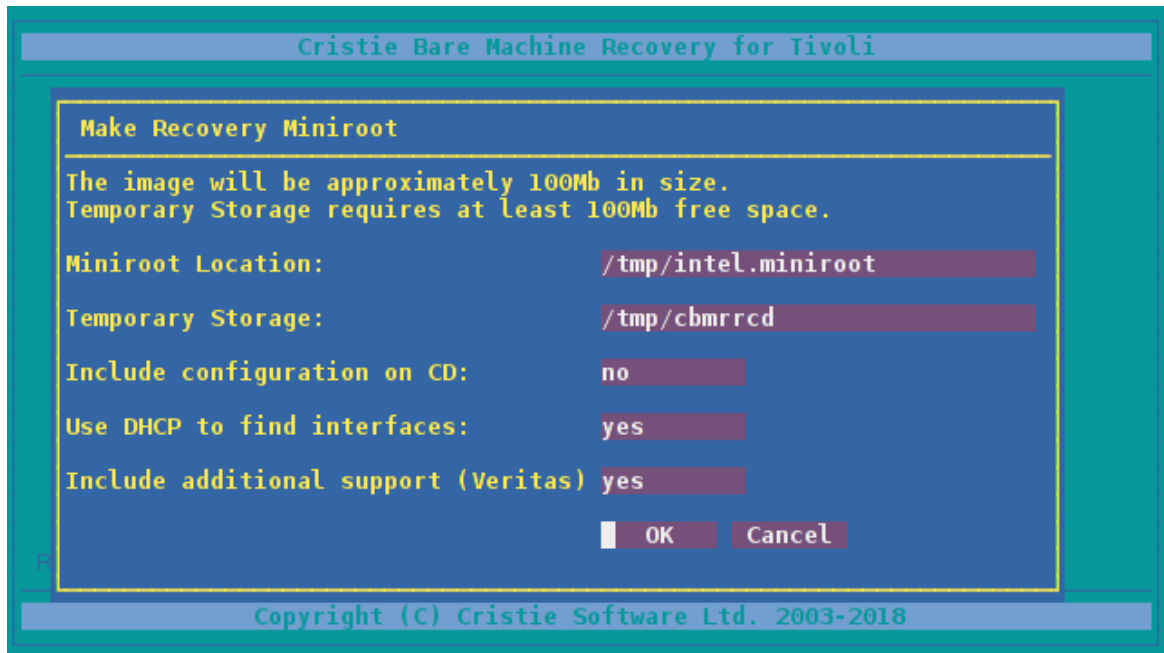 Cristie Bare Machine Recovery for Tivoli
Make Recovery Miniroot
The image will be approximately 100Mb in size.
Temporary Storage requires at least 100Mb free space.
Miniroot Location: /tmp/intel.miniroot
Temporary Storage: /tmp/cbmrrcd
Include configuration on CD: no
Use DHCP to find interfaces: yes
Include additional support (Veritas) yes
OK Cancel
R
Copyright (C) Cristie Software Ltd. 2003-2018